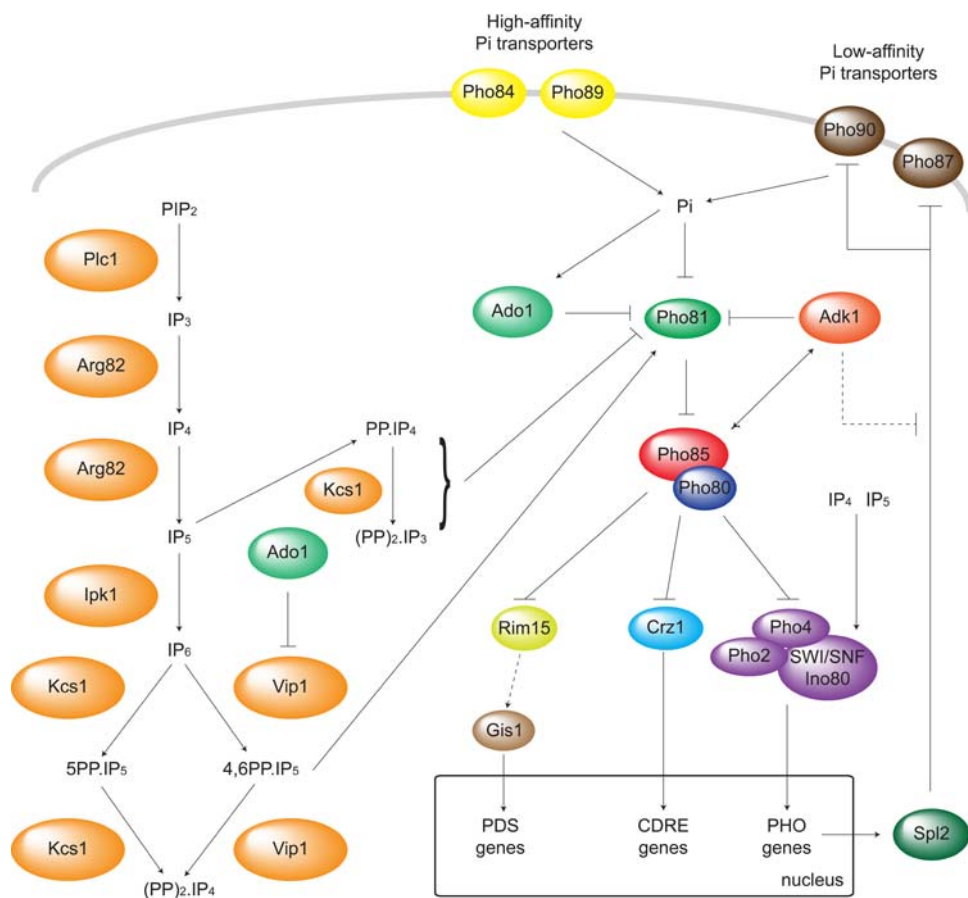 High-affinity
Pi transporters
Low-affinity
Pi transporters
Pho84
Pho89
Pho90
Pho87
PIP2
Pi
Plc1
IP3
Ado1
Pho81
Adk1
Arg82
IP4
PP.IP4
Arg82
Kcs1
Pho85
Pho80
IP4 IP5
IP5
(PP)2.IP3
Ado1
Ipk1
Rim15
Crz1
Pho4
Pho2
SWI/SNF
Ino80
IP6
Kcs1
Vip1
Gis1
5PP.IP5
4,6PP.IP5
PDS
genes
CDRE
genes
PHO
genes
Spl2
Kcs1
Vip1
nucleus
(PP)2.IP4